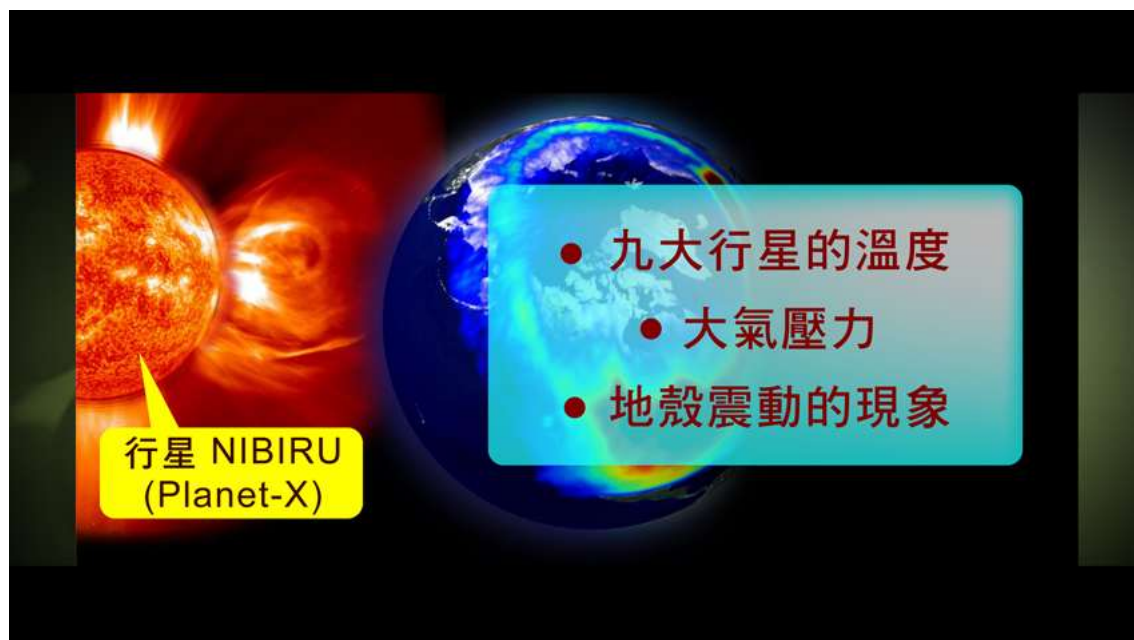 ● 九大行星的溫度
● 大氣壓力
● 地殼震動的現象
行星 NIBIRU
(Planet-X)